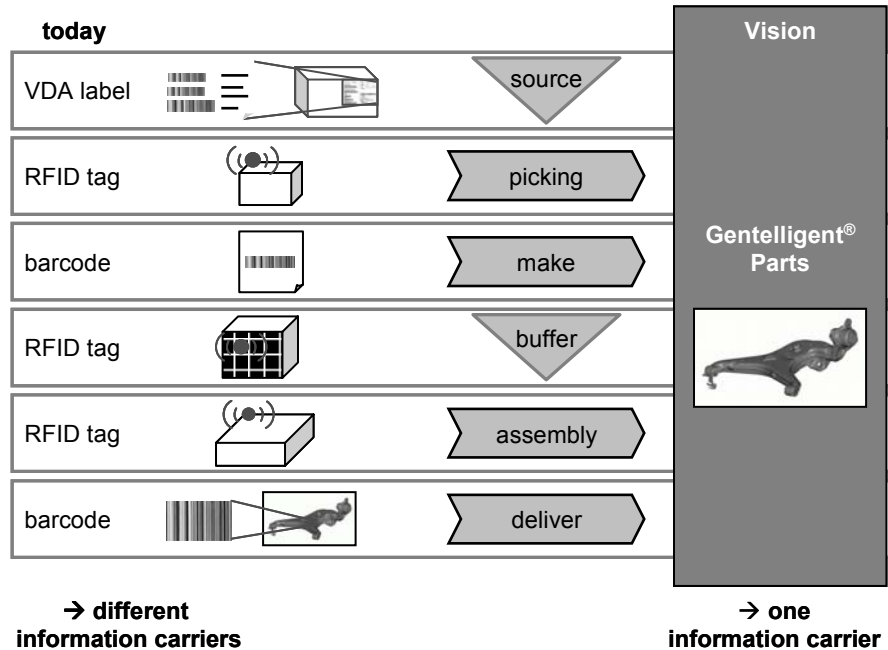 today
Vision
VDA label
source
RFID tag
picking
Gentelligent®
Parts
barcode
make
RFID tag
buffer
RFID tag
assembly
barcode
deliver
→ different
information carriers
→ one
information carrier